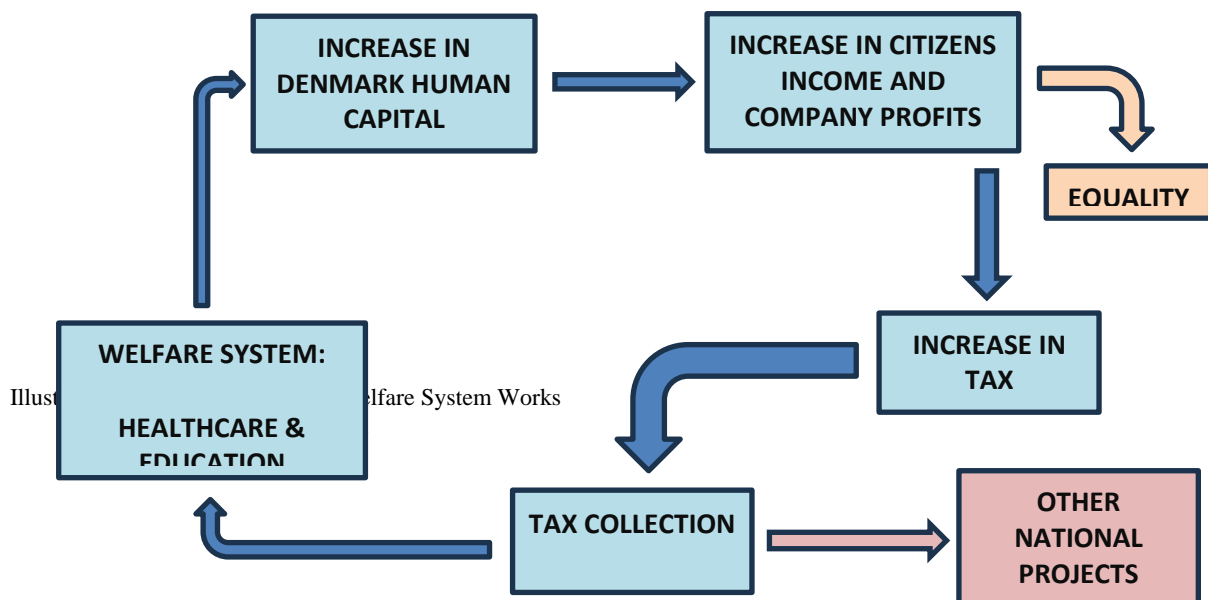 INCREASE IN
DENMARK HUMAN
CAPITAL
INCREASE IN CITIZENS
INCOME AND
COMPANY PROFITS
EQUALITY
INCREASE IN
TAX
WELFARE SYSTEM:
HEALTHCARE &
EDUCATION
Illust
elfare System Works
TAX COLLECTION
OTHER
NATIONAL
PROJECTS